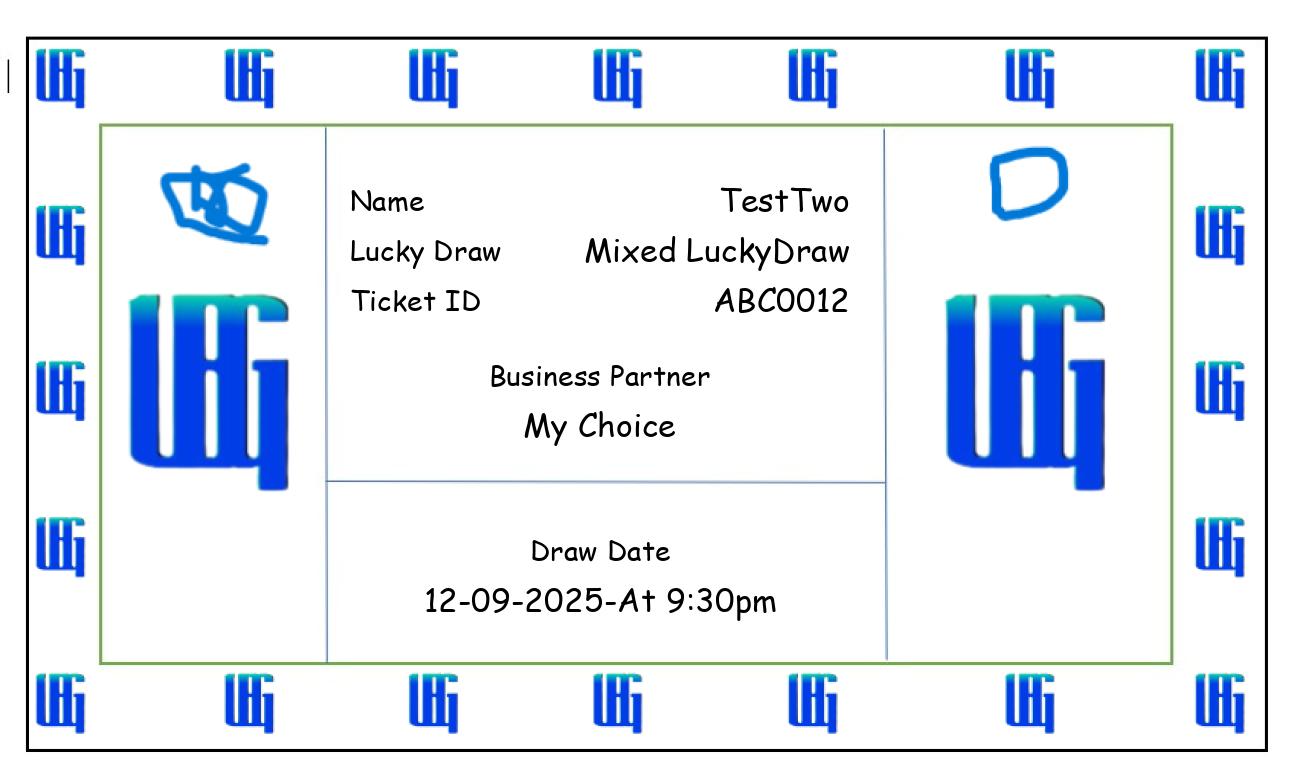 Name TestTwo
Lucky Draw Mixed LuckyDraw
Ticket ID ABC0012
Business Partner
My Choice
Draw Date
12-09-2025-At 9:30pm